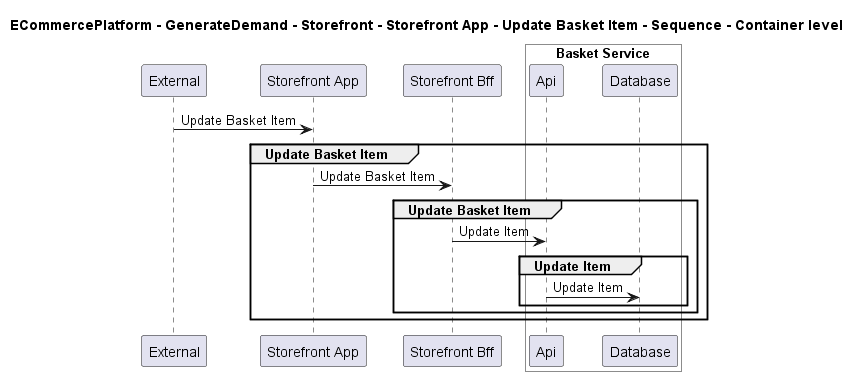 ECommercePlatform - GenerateDemand - Storefront - Storefront App - Update Basket Item - Sequence - Container level
Basket Service
External Storefront App Storefront Bff Api Database
Update Basket Item
Update Basket Item
Update Basket Item
Update Basket Item
Update Item
Update Item
Update Item
External Storefront App Storefront Bff Api Database